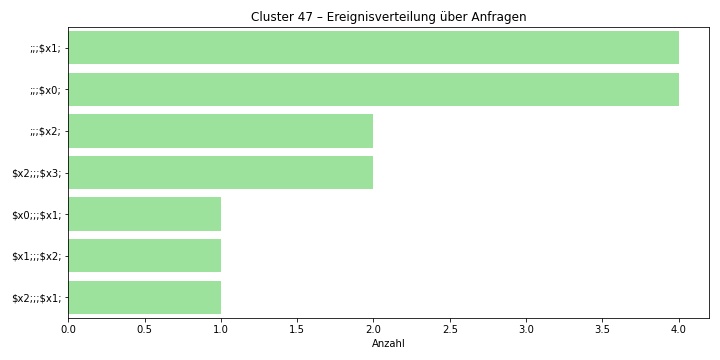 Cluster 47 – Ereignisverteilung über Anfragen
;;;$x1;
;;;$x0;
;;;$x2;
$x2;;;$x3;
$x0;;;$x1;
$x1;;;$x2;
$x2;;;$x1;
0.0 0.5 1.0 1.5 2.0 2.5 3.0 3.5 4.0
Anzahl